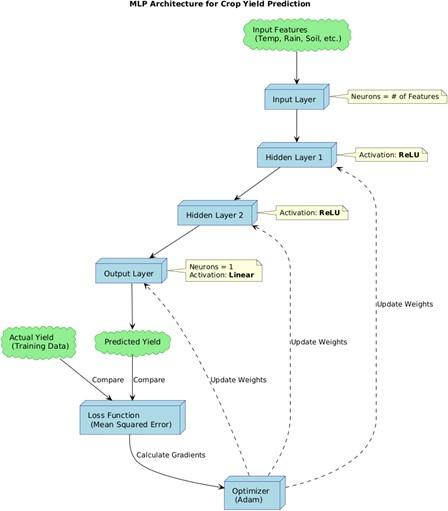 MLP Architecture for Crop Yield Prediction
Input Features
(Temp, Rain, Soil, etc.)
Input Layer
Neurons = # of Features
Hidden Layer 1
Activation: ReLU
Hidden Layer 2
Activation: ReLU
Output Layer
Neurons = 1
Activation: Linear
Update Weights
Actual Yield
(Training Data)
Predicted Yield
Update Weights
Compare
Compare
Update Weights
Loss Function
(Mean Squared Error)
Calculate Gradients
Optimizer
(Adam)